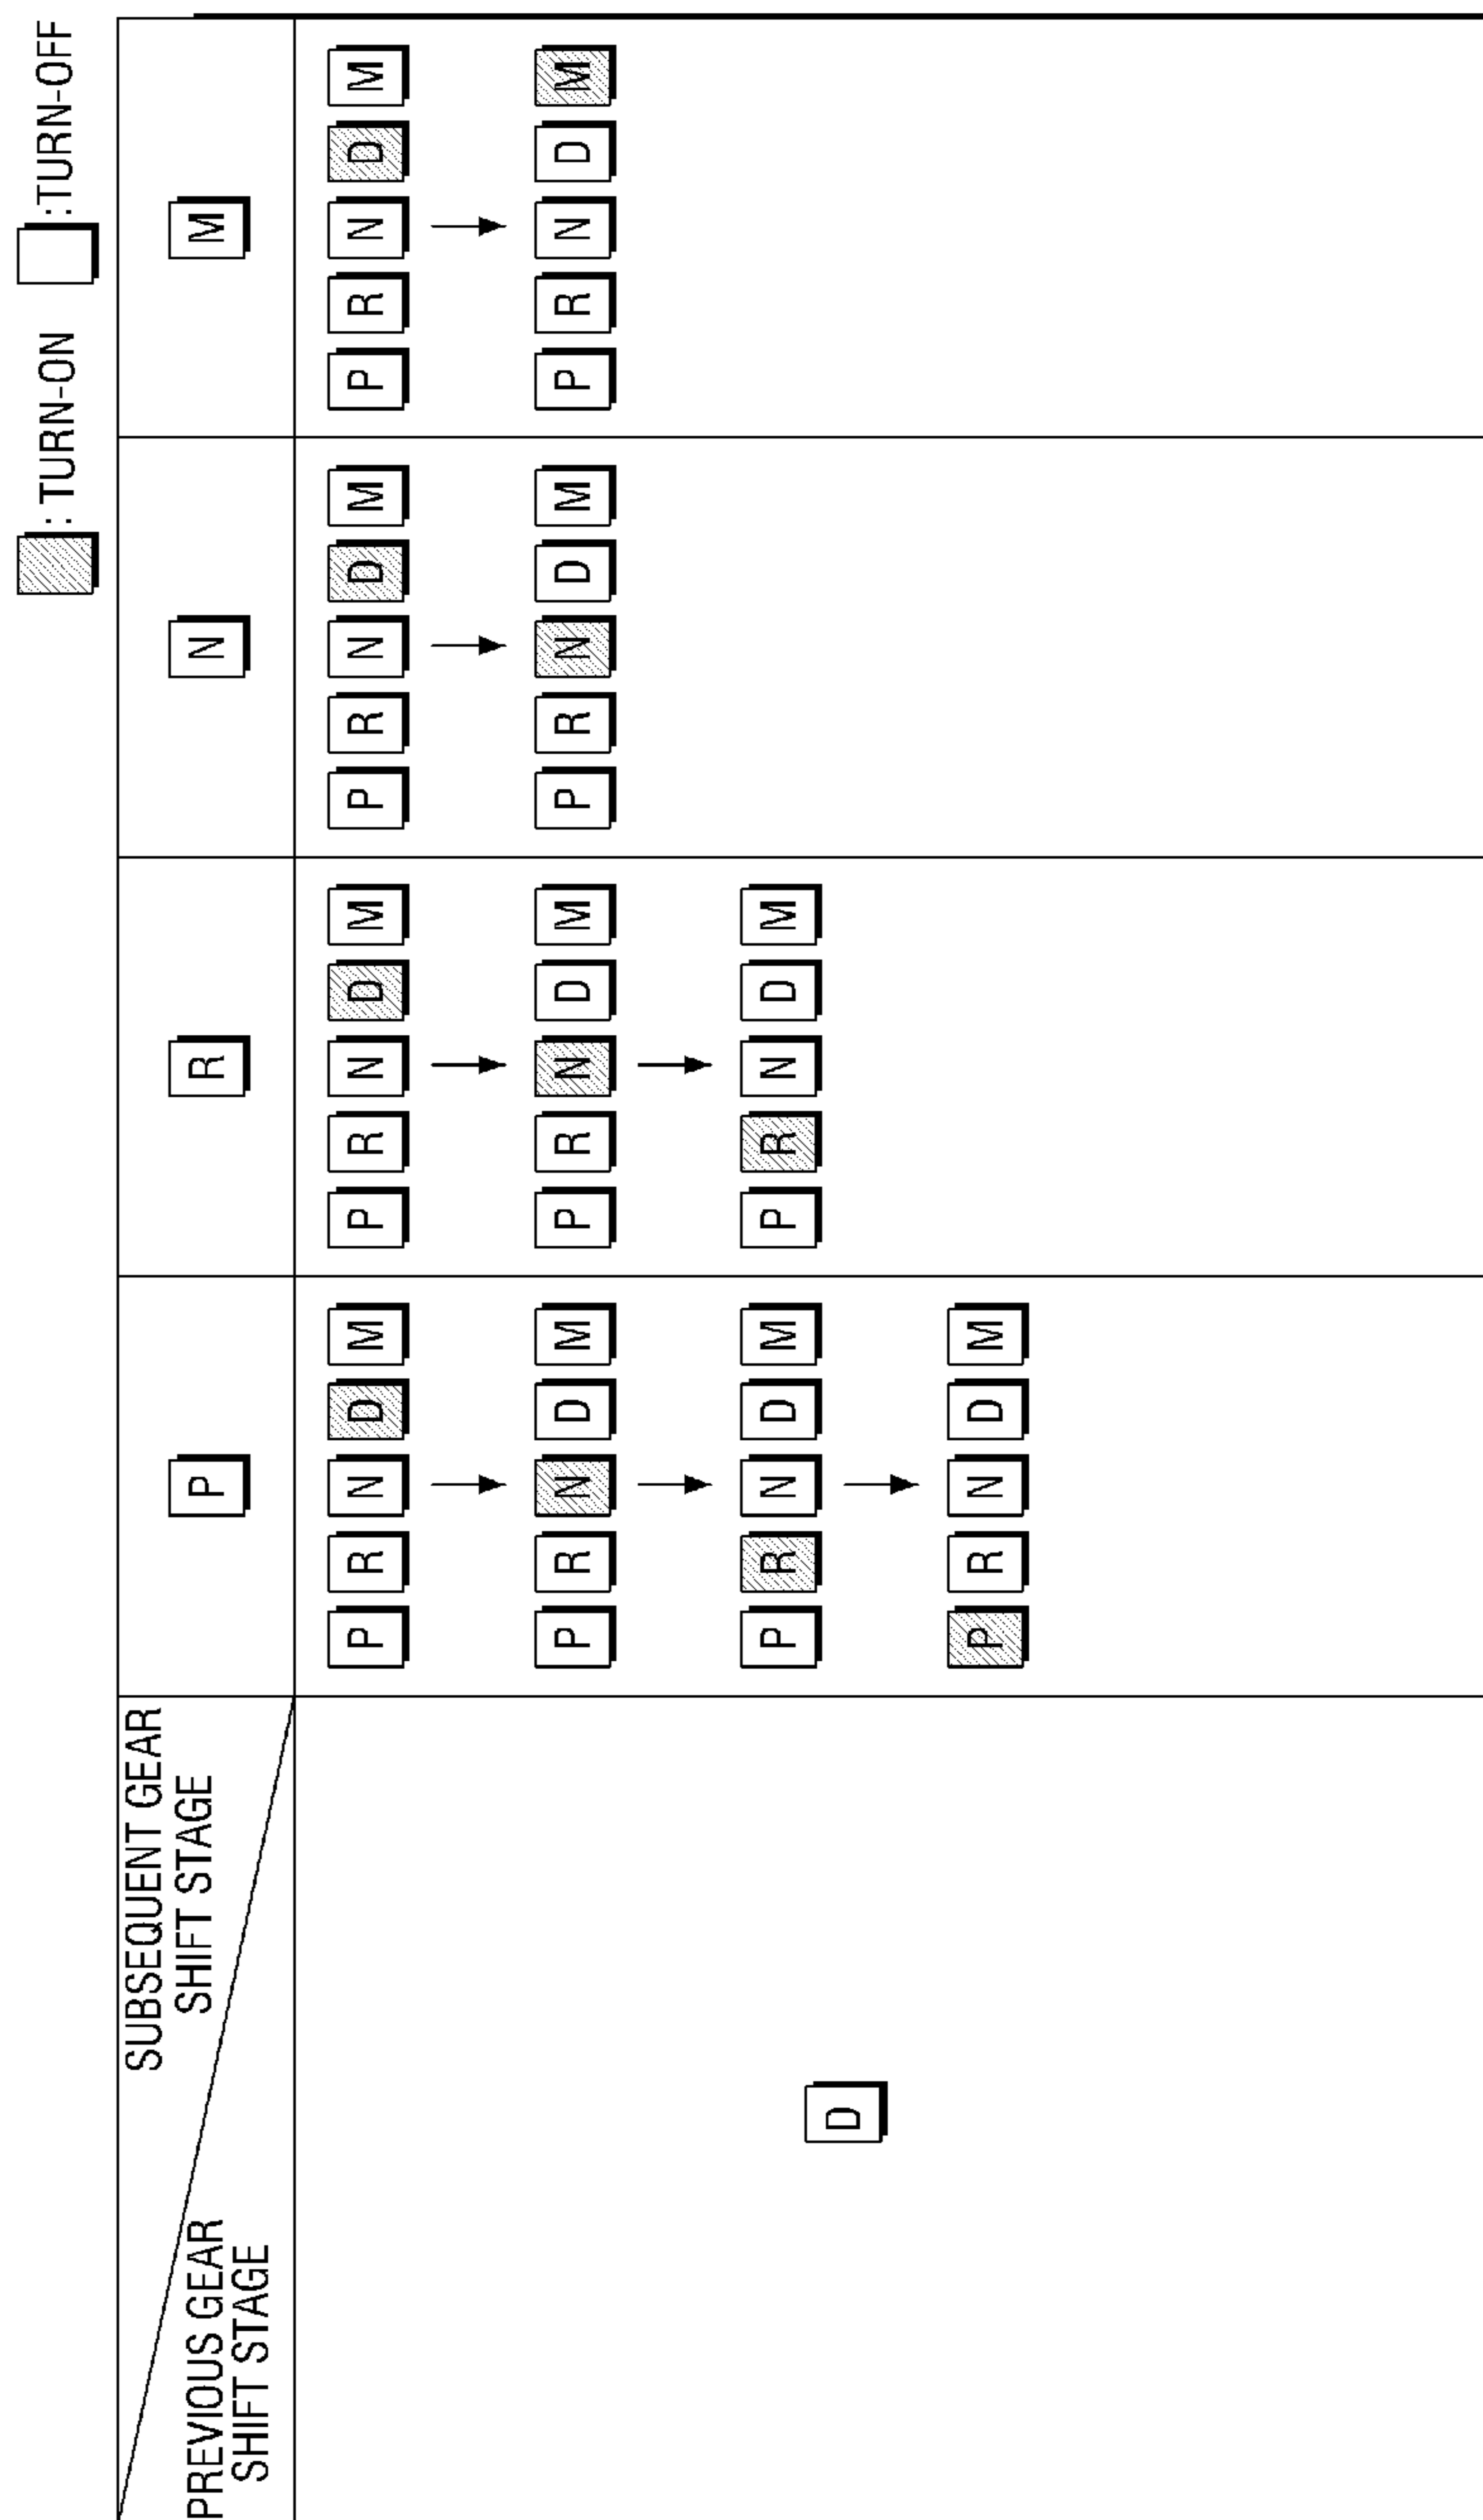 : TURN-ON :TURN-OFF
SUBSEQUENT GEAR
SHIFT STAGE
PREVIOUS GEAR
SHIFT STAGE
P
R
N
M
D
P R N D M
P R N D M
P R N D M
P R N D M
P R N D M
P R N D M
P R N D M
P R N D M
P R N D M
P R N D M
P R N D M